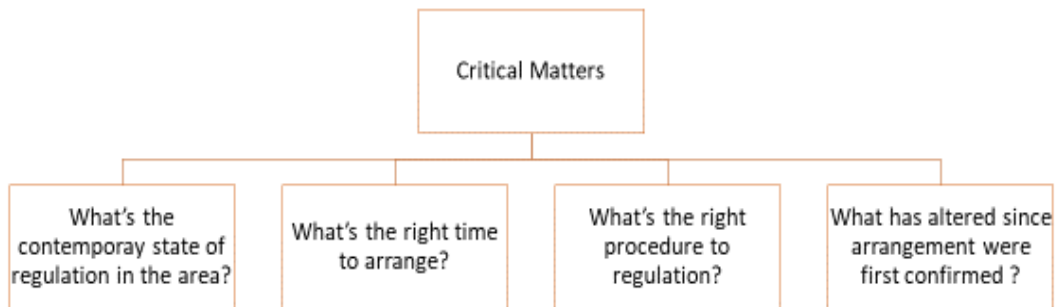 Critical Matters
What's the
contemporay state of
regulation in the area?
What's the right time
to arrange?
What's the right
procedure to
regulation?
What has altered since
arrangement were
first confirmed ?